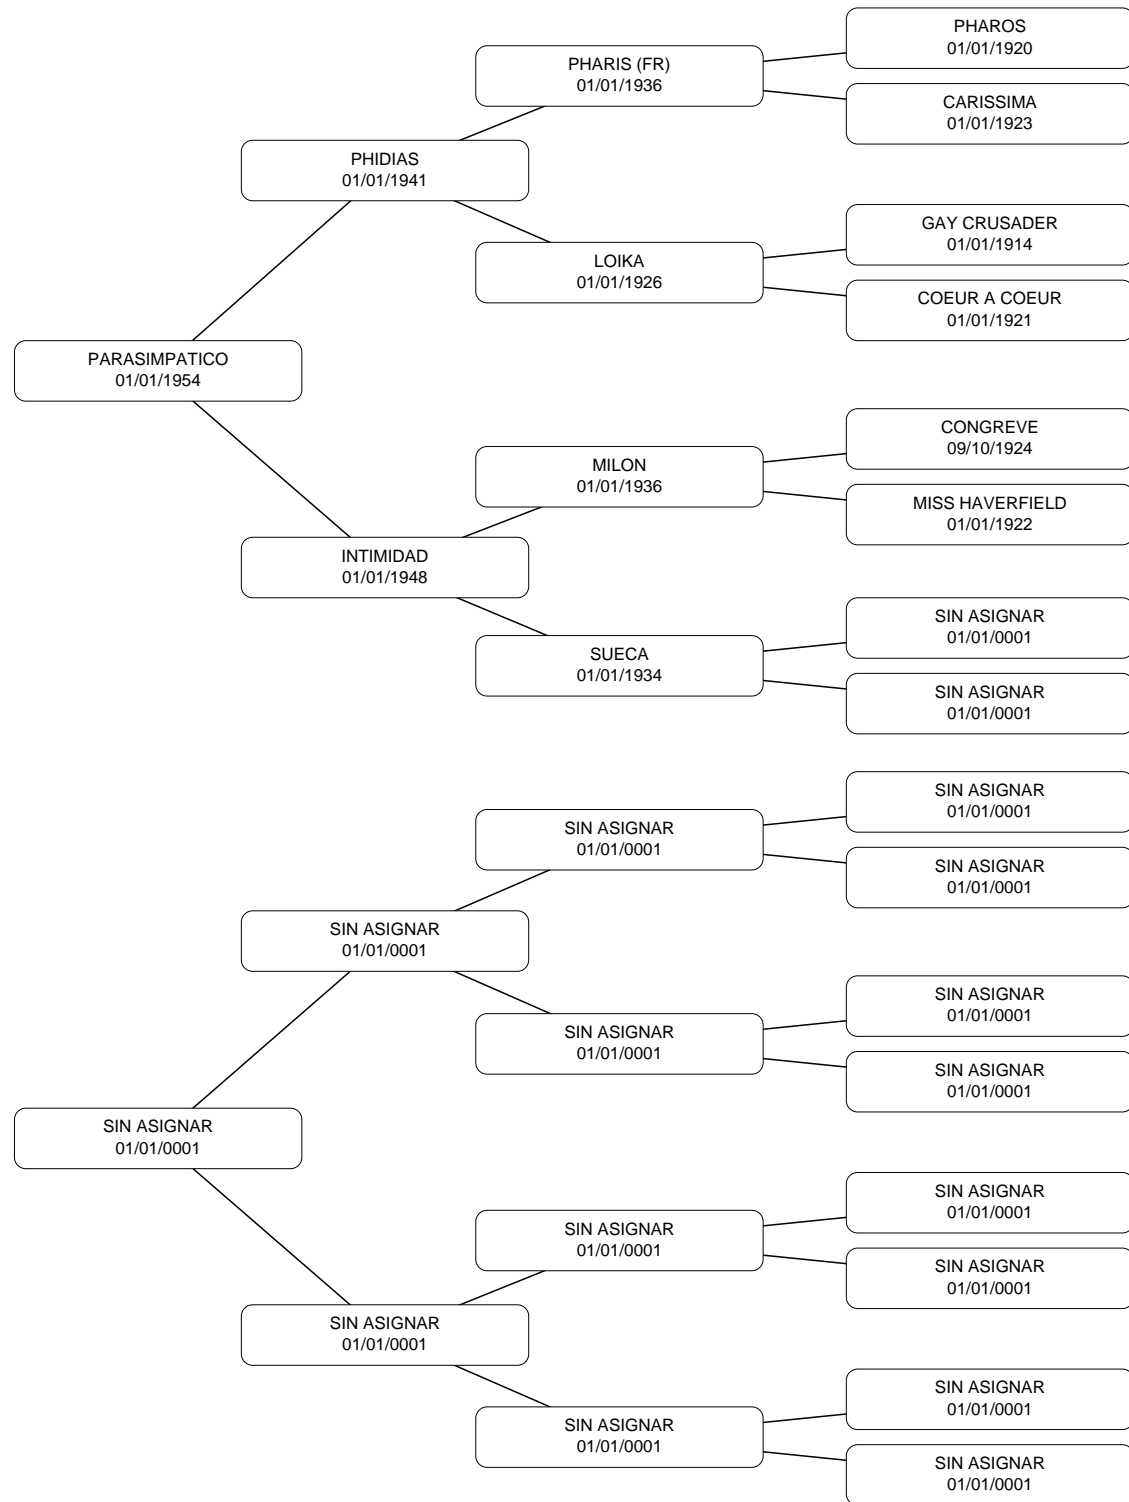 PHAROS
01/01/1920
PHARIS (FR)
01/01/1936
CARISSIMA
01/01/1923
PHIDIAS
01/01/1941
GAY CRUSADER
01/01/1914
LOIKA
01/01/1926
COEUR A COEUR
01/01/1921
PARASIMPATICO
01/01/1954
CONGREVE
09/10/1924
MILON
01/01/1936
MISS HAVERFIELD
01/01/1922
INTIMIDAD
01/01/1948
SIN ASIGNAR
01/01/0001
SUECA
01/01/1934
SIN ASIGNAR
01/01/0001
SIN ASIGNAR
01/01/0001
SIN ASIGNAR
01/01/0001
SIN ASIGNAR
01/01/0001
SIN ASIGNAR
01/01/0001
SIN ASIGNAR
01/01/0001
SIN ASIGNAR
01/01/0001
SIN ASIGNAR
01/01/0001
SIN ASIGNAR
01/01/0001
SIN ASIGNAR
01/01/0001
SIN ASIGNAR
01/01/0001
SIN ASIGNAR
01/01/0001
SIN ASIGNAR
01/01/0001
SIN ASIGNAR
01/01/0001
SIN ASIGNAR
01/01/0001
SIN ASIGNAR
01/01/0001